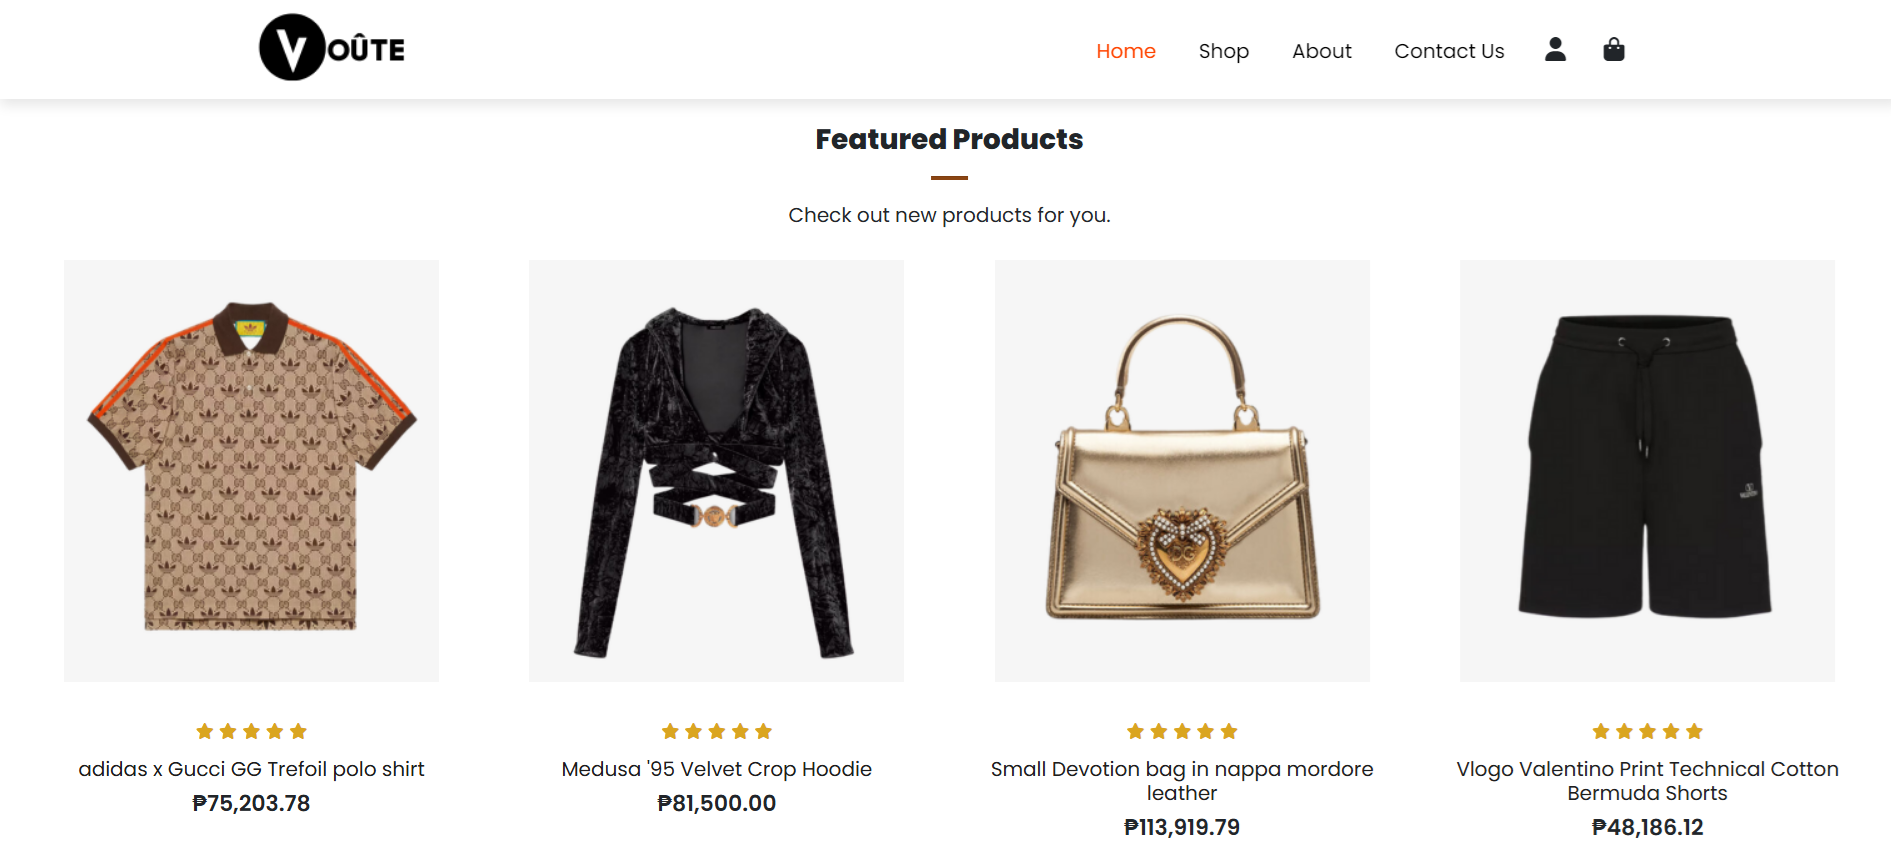 VOÛTE
Home Shop About Contact Us
Featured Products
Check out new products for you.
DG
adidas x Gucci GG Trefoil polo shirt
₱75,203.78
Medusa '95 Velvet Crop Hoodie
₱81,500.00
Small Devotion bag in nappa mordore
leather
₱113,919.79
Vlogo Valentino Print Technical Cotton
Bermuda Shorts
₱48,186.12